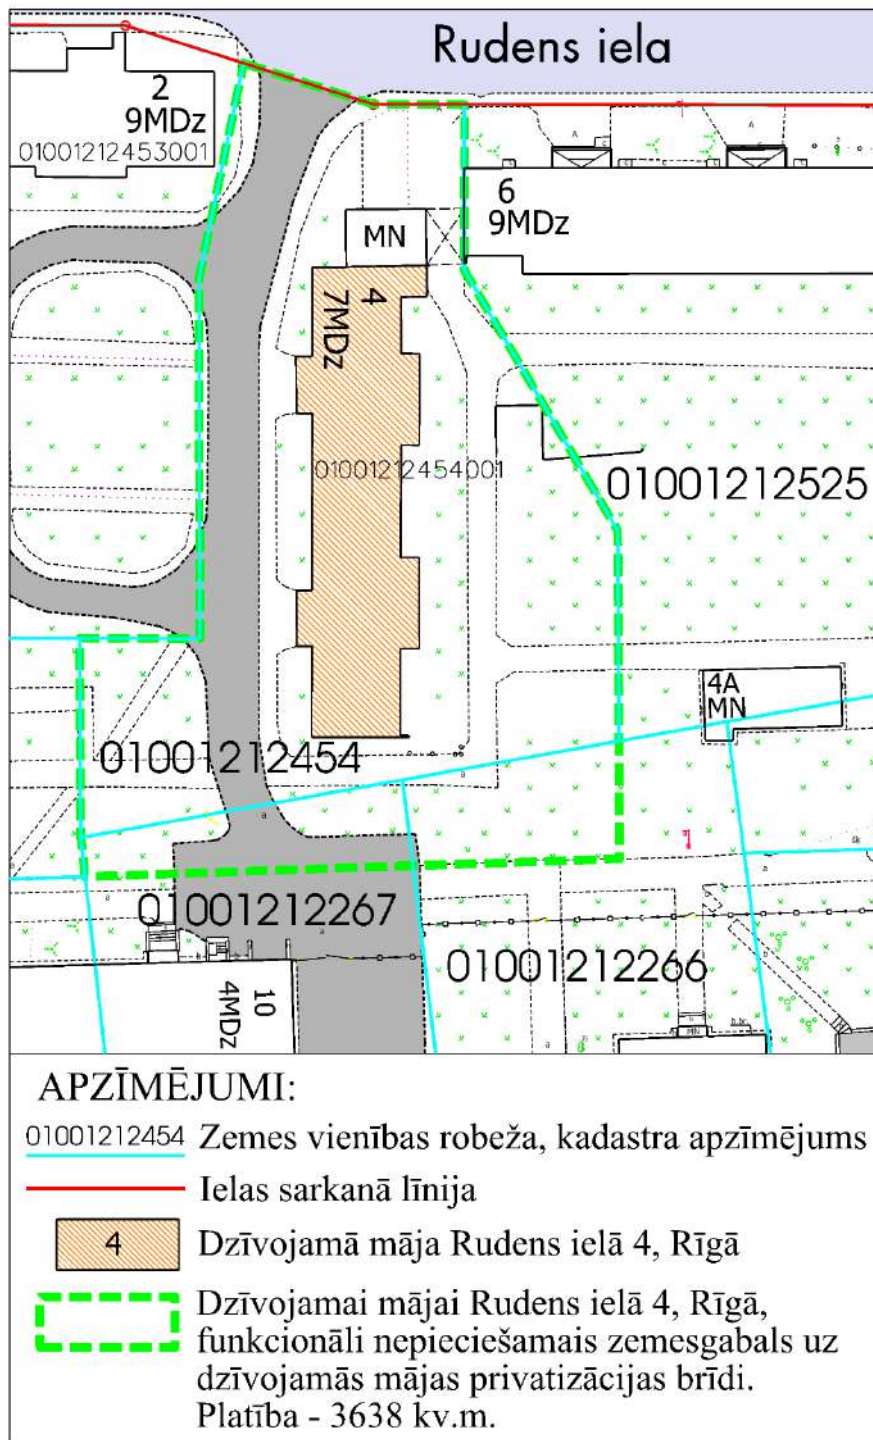 Rudens iela
2
9MDz
01001212453001
6
9MDz
MN
4
7MDz
01001212454001
01001212525
4A
MN
01001212454
01001212267
01001212266
10
4MDz
MN
APZĪMĒJUMI:
01001212454 Zemes vienības robeža, kadastra apzīmējums
Ielas sarkanā līnija
4 Dzīvojamā māja Rudens ielā 4, Rīgā
Dzīvojamai mājai Rudens ielā 4, Rīgā,
funkcionāli nepieciešamais zemesgabals uz
dzīvojamās mājas privatizācijas brīdi.
Platība - 3638 kv.m.